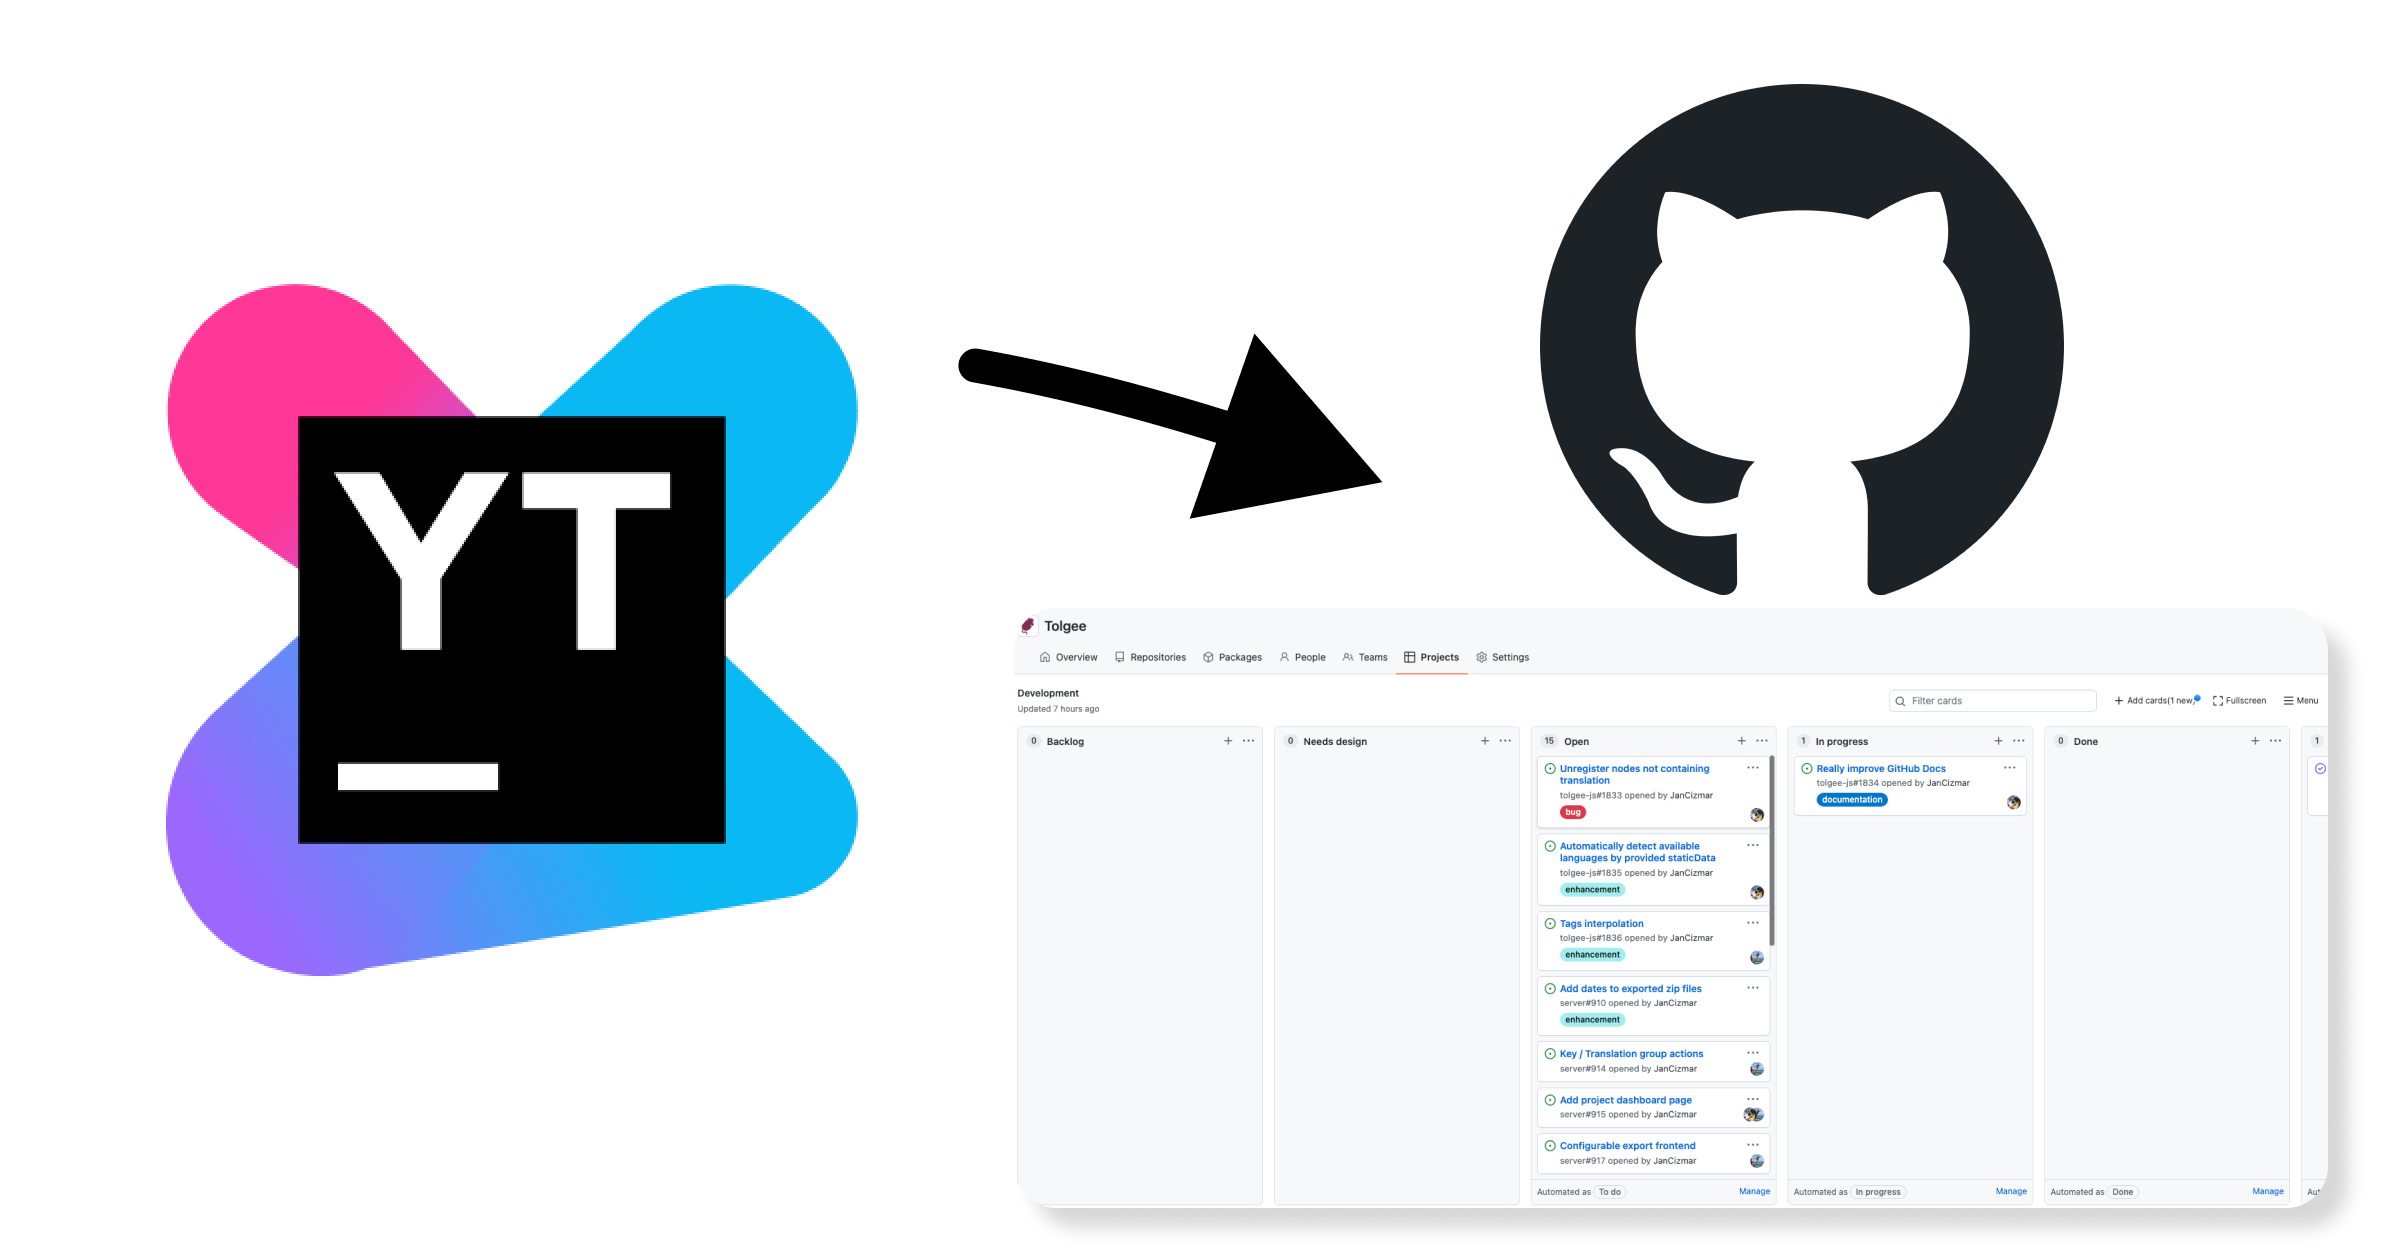 YT
Tolgee
Overview Repositories Packages People Teams Projects Settings
Development
Updated 7 hours ago
Filter cards
Add cards(1 new)
Fullscreen
Menu
0 Backlog
0 Needs design
15 Open
Unregister nodes not containing
translation
tolgee-js#1833 opened by JanCizmar
bug
Automatically detect available
languages by provided staticData
tolgee-js#1835 opened by JanCizmar
enhancement
Tags interpolation
tolgee-js#1836 opened by JanCizmar
enhancement
Add dates to exported zip files
server#910 opened by JanCizmar
enhancement
Key / Translation group actions
server#914 opened by JanCizmar
Add project dashboard page
server#915 opened by JanCizmar
Configurable export frontend
server#917 opened by JanCizmar
Automated as To do Manage
1 In progress
Really improve GitHub Docs
tolgee-js#1834 opened by JanCizmar
documentation
Automated as In progress Manage
0 Done
Automated as Done Manage
1
Aut